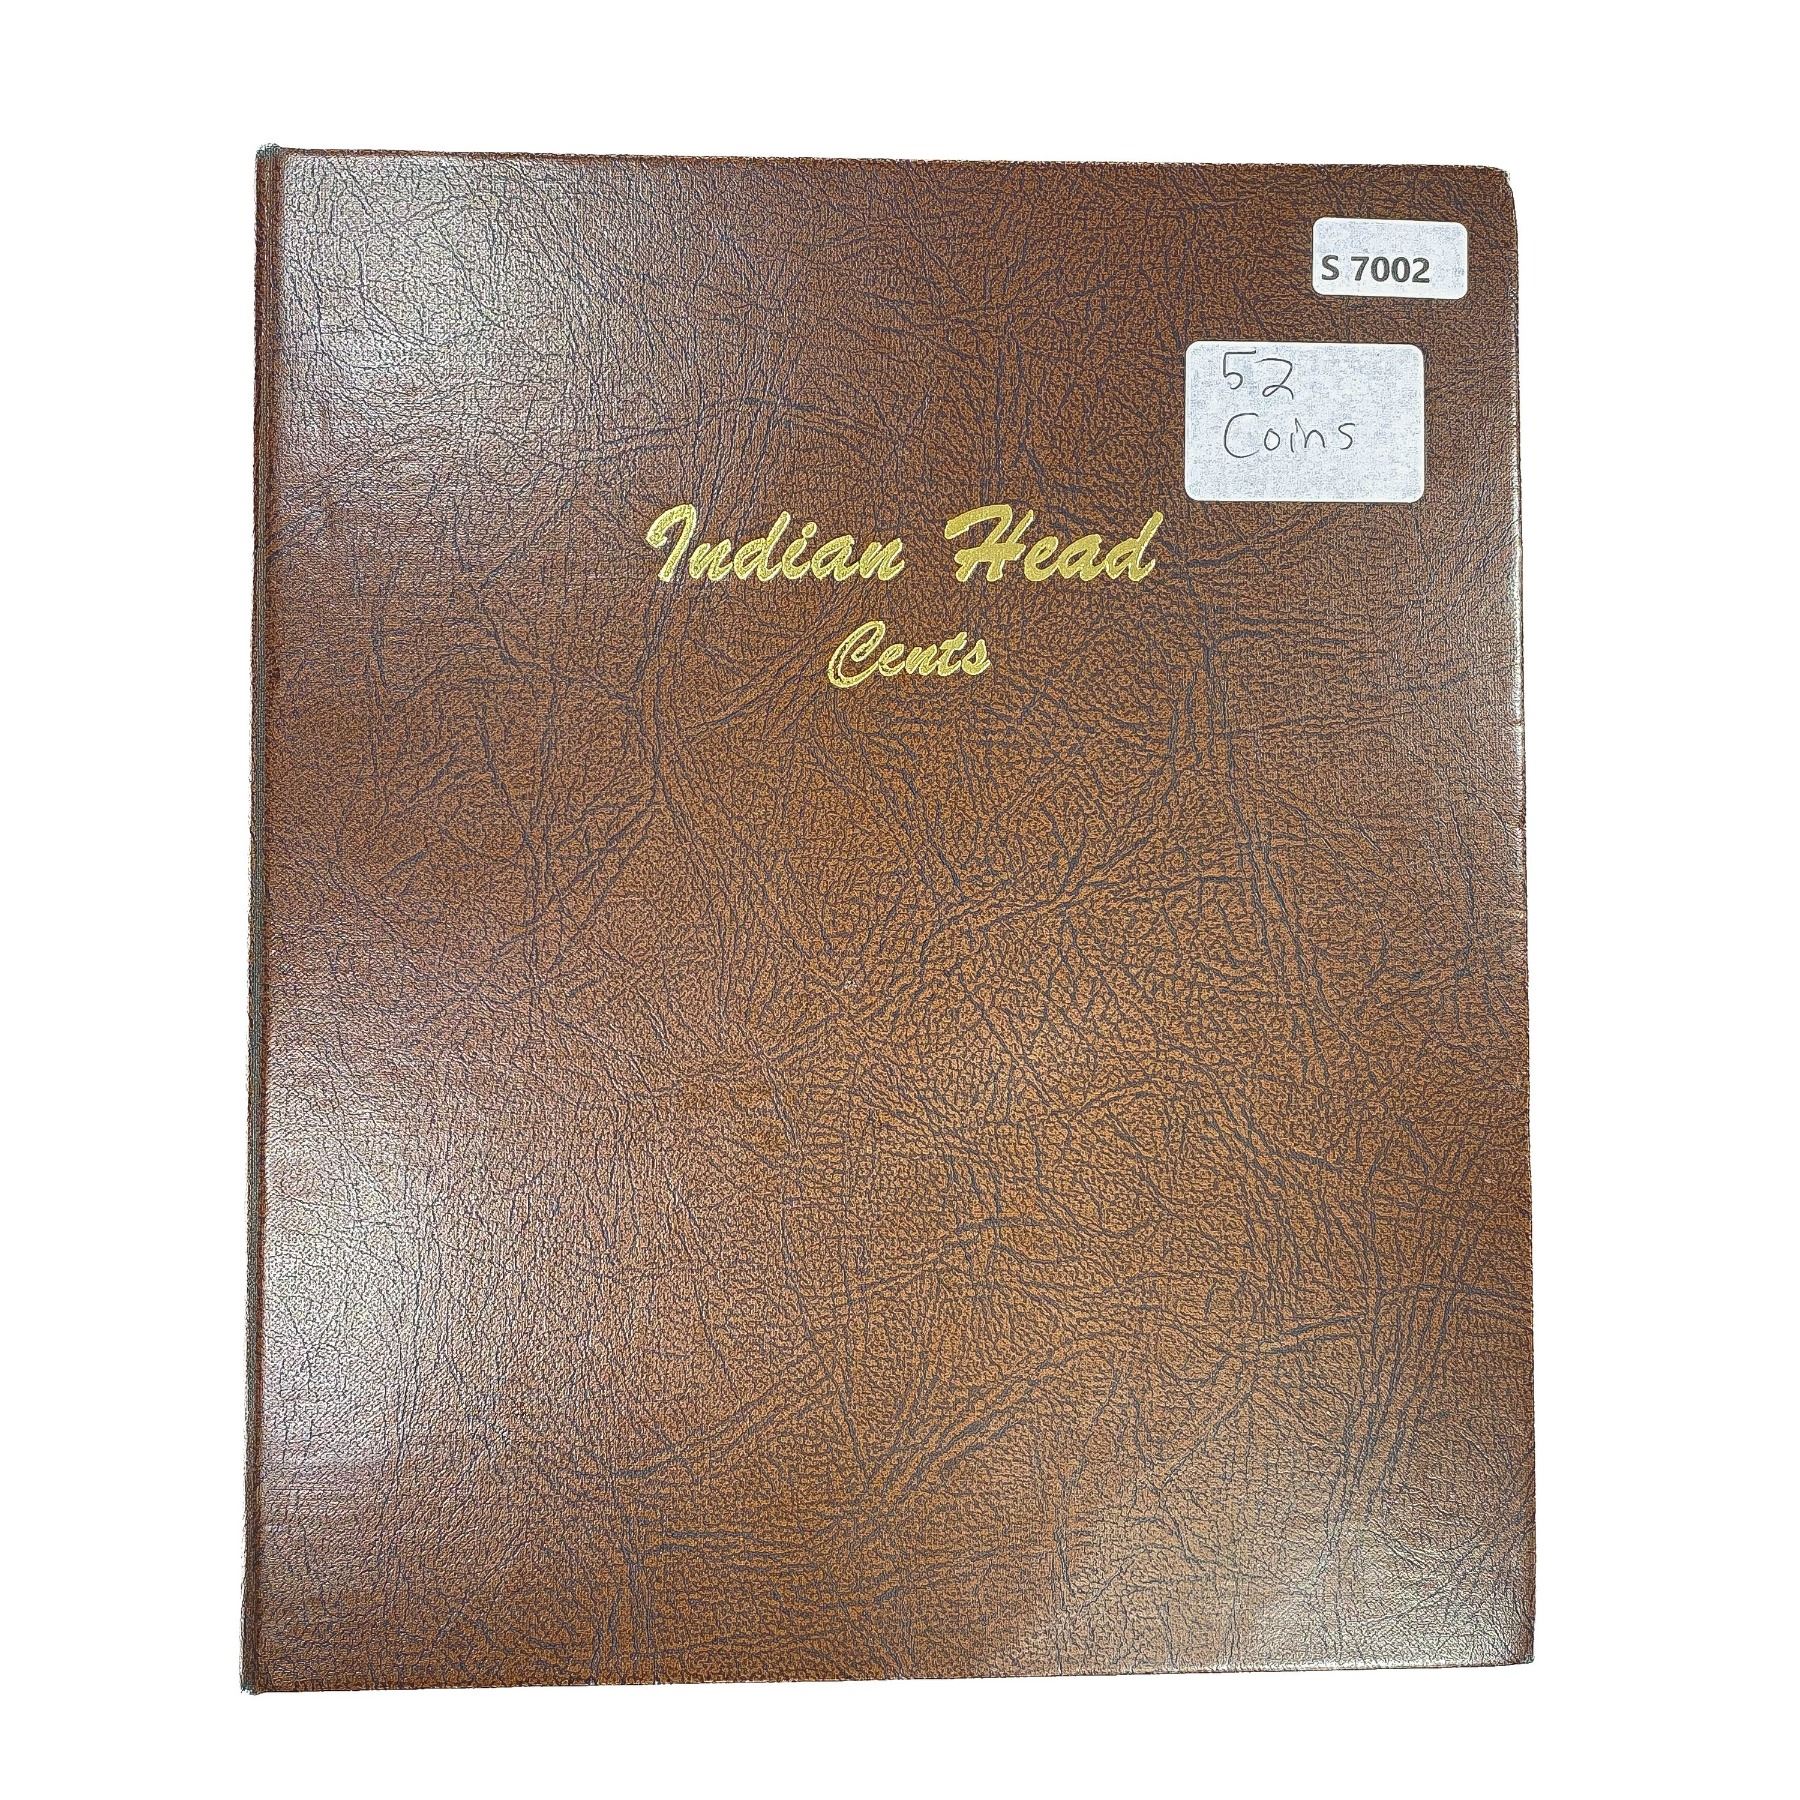 S 7002
52
Coins
Indian Head
Cents